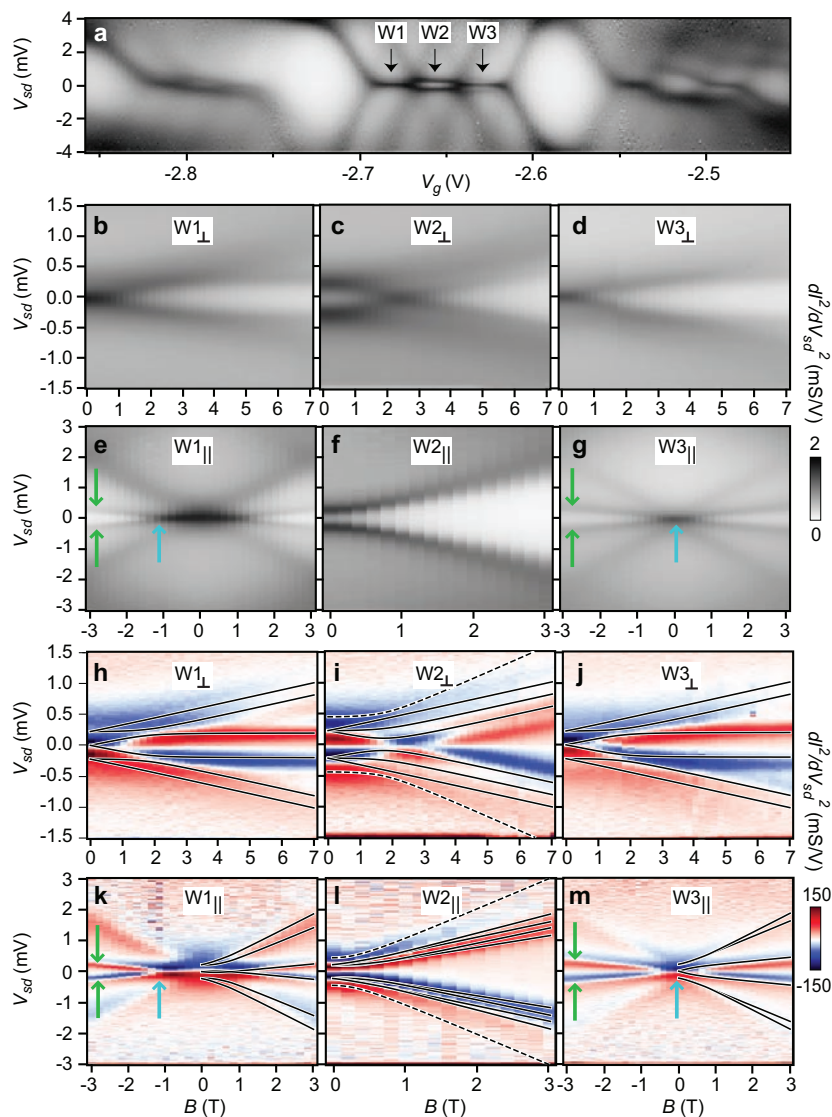 a
W1 W2 W3
V_sd (mV)
4
2
0
-2
-4
-2.8 -2.7 -2.6 -2.5
V_g (V)
b W1⊥
c W2⊥
d W3⊥
V_sd (mV)
1.5
1.0
0.5
0.0
-0.5
-1.0
-1.5
0 1 2 3 4 5 6 7
0 1 2 3 4 5 6 7
0 1 2 3 4 5 6 7
e W1||
f W2||
g W3||
V_sd (mV)
3
2
1
0
-1
-2
-3
-3 -2 -1 0 1 2 3
0 1 2 3
-3 -2 -1 0 1 2 3
dI²/dV_sd² (mS/V)
2
0
h W1⊥
i W2⊥
j W3⊥
V_sd (mV)
1.5
1.0
0.5
0.0
-0.5
-1.0
-1.5
0 1 2 3 4 5 6 7
0 1 2 3 4 5 6 7
0 1 2 3 4 5 6 7
k W1||
l W2||
m W3||
V_sd (mV)
3
2
1
0
-1
-2
-3
-3 -2 -1 0 1 2 3
0 1 2 3
-3 -2 -1 0 1 2 3
B (T)
B (T)
B (T)
dI²/dV_sd² (mS/V)
150
-150